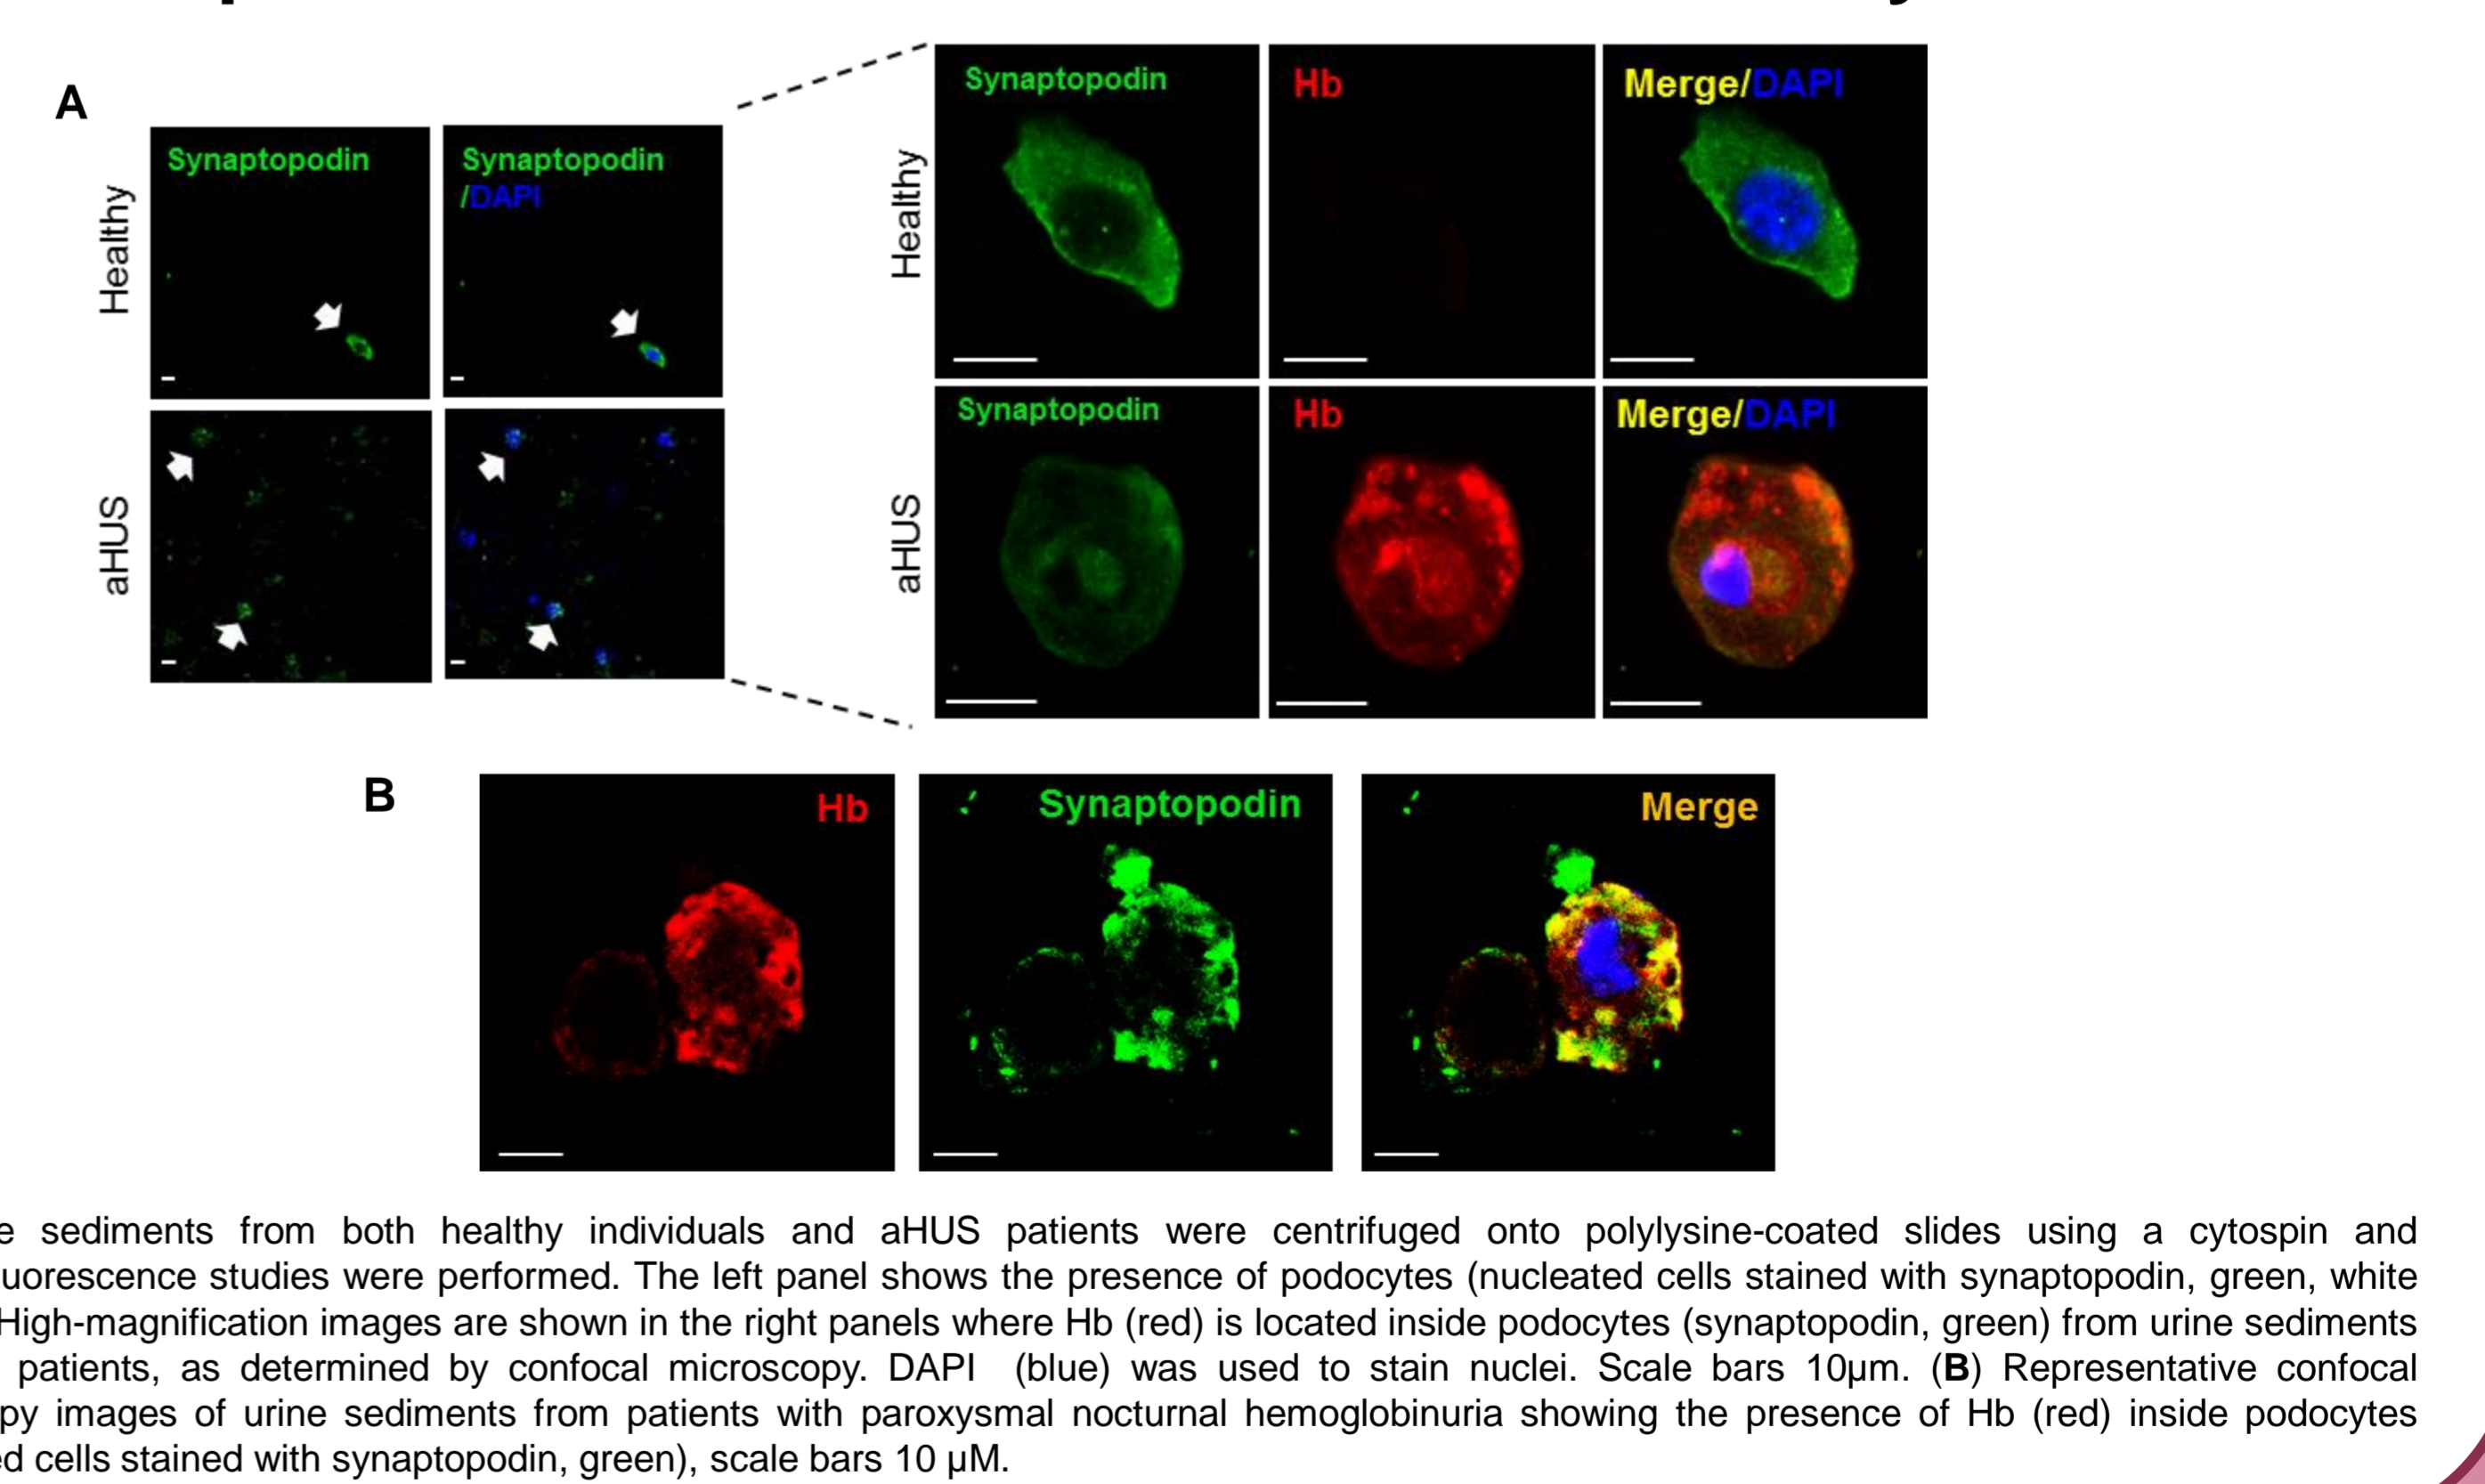 A
Synaptopodin
Synaptopodin
/DAPI
Healthy
aHUS
Synaptopodin
Hb
Merge/DAPI
Healthy
Synaptopodin
Hb
Merge/DAPI
aHUS
B
Hb
Synaptopodin
Merge
sediments from both healthy individuals and aHUS patients were centrifuged onto polylysine-coated slides using a cytospin and
studies were performed. The left panel shows the presence of podocytes (nucleated cells stained with synaptopodin, green, white
High-magnification images are shown in the right panels where Hb (red) is located inside podocytes (synaptopodin, green) from urine sediments
patients, as determined by confocal microscopy. DAPI (blue) was used to stain nuclei. Scale bars 10µm. (B) Representative confocal
images of urine sediments from patients with paroxysmal nocturnal hemoglobinuria showing the presence of Hb (red) inside podocytes
cells stained with synaptopodin, green), scale bars 10 µM.